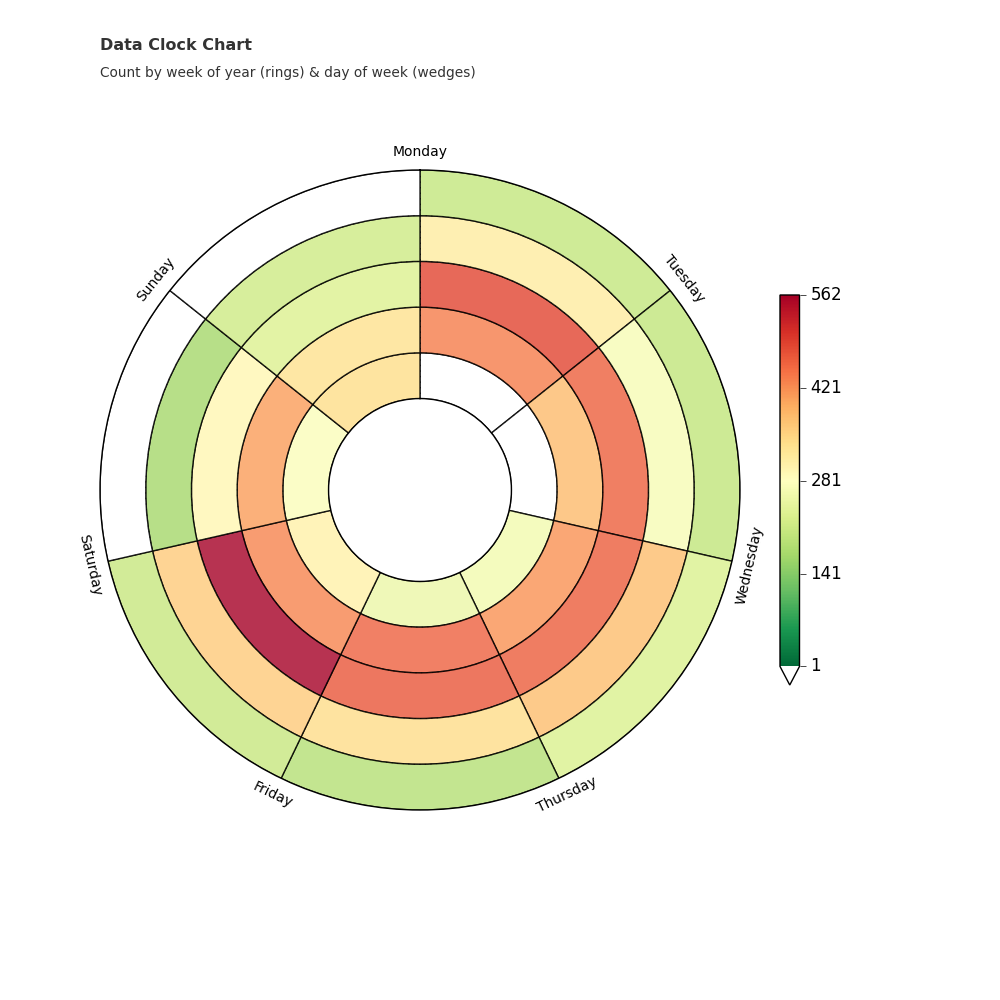 Data Clock Chart
Count by week of year (rings) & day of week (wedges)
Monday
Tuesday
Wednesday
Thursday
Friday
Saturday
Sunday
562
421
281
141
1